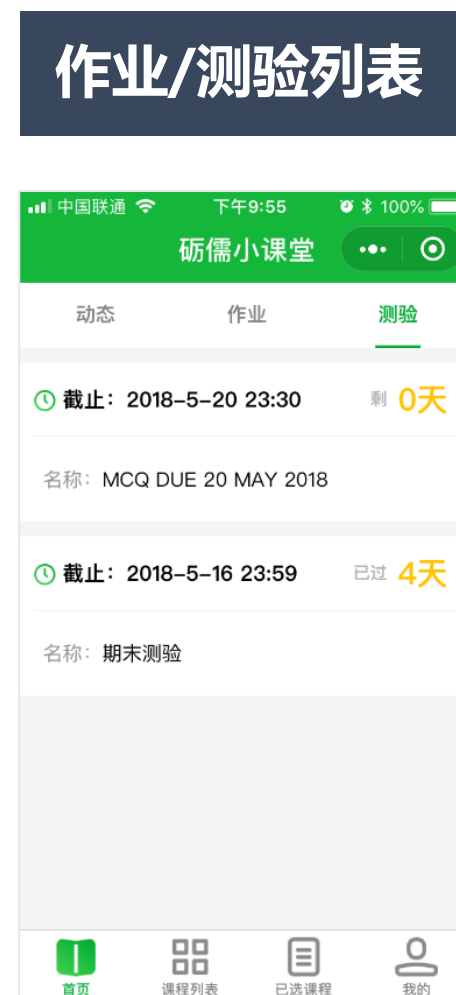 作业/测验列表
中国联通 下午9:55 100%
砺儒小课堂
动态 作业 测验
截止：2018-5-20 23:30 剩 0天
名称：MCQ DUE 20 MAY 2018
截止：2018-5-16 23:59 已过 4天
名称：期末测验
首页 课程列表 已选课程 我的